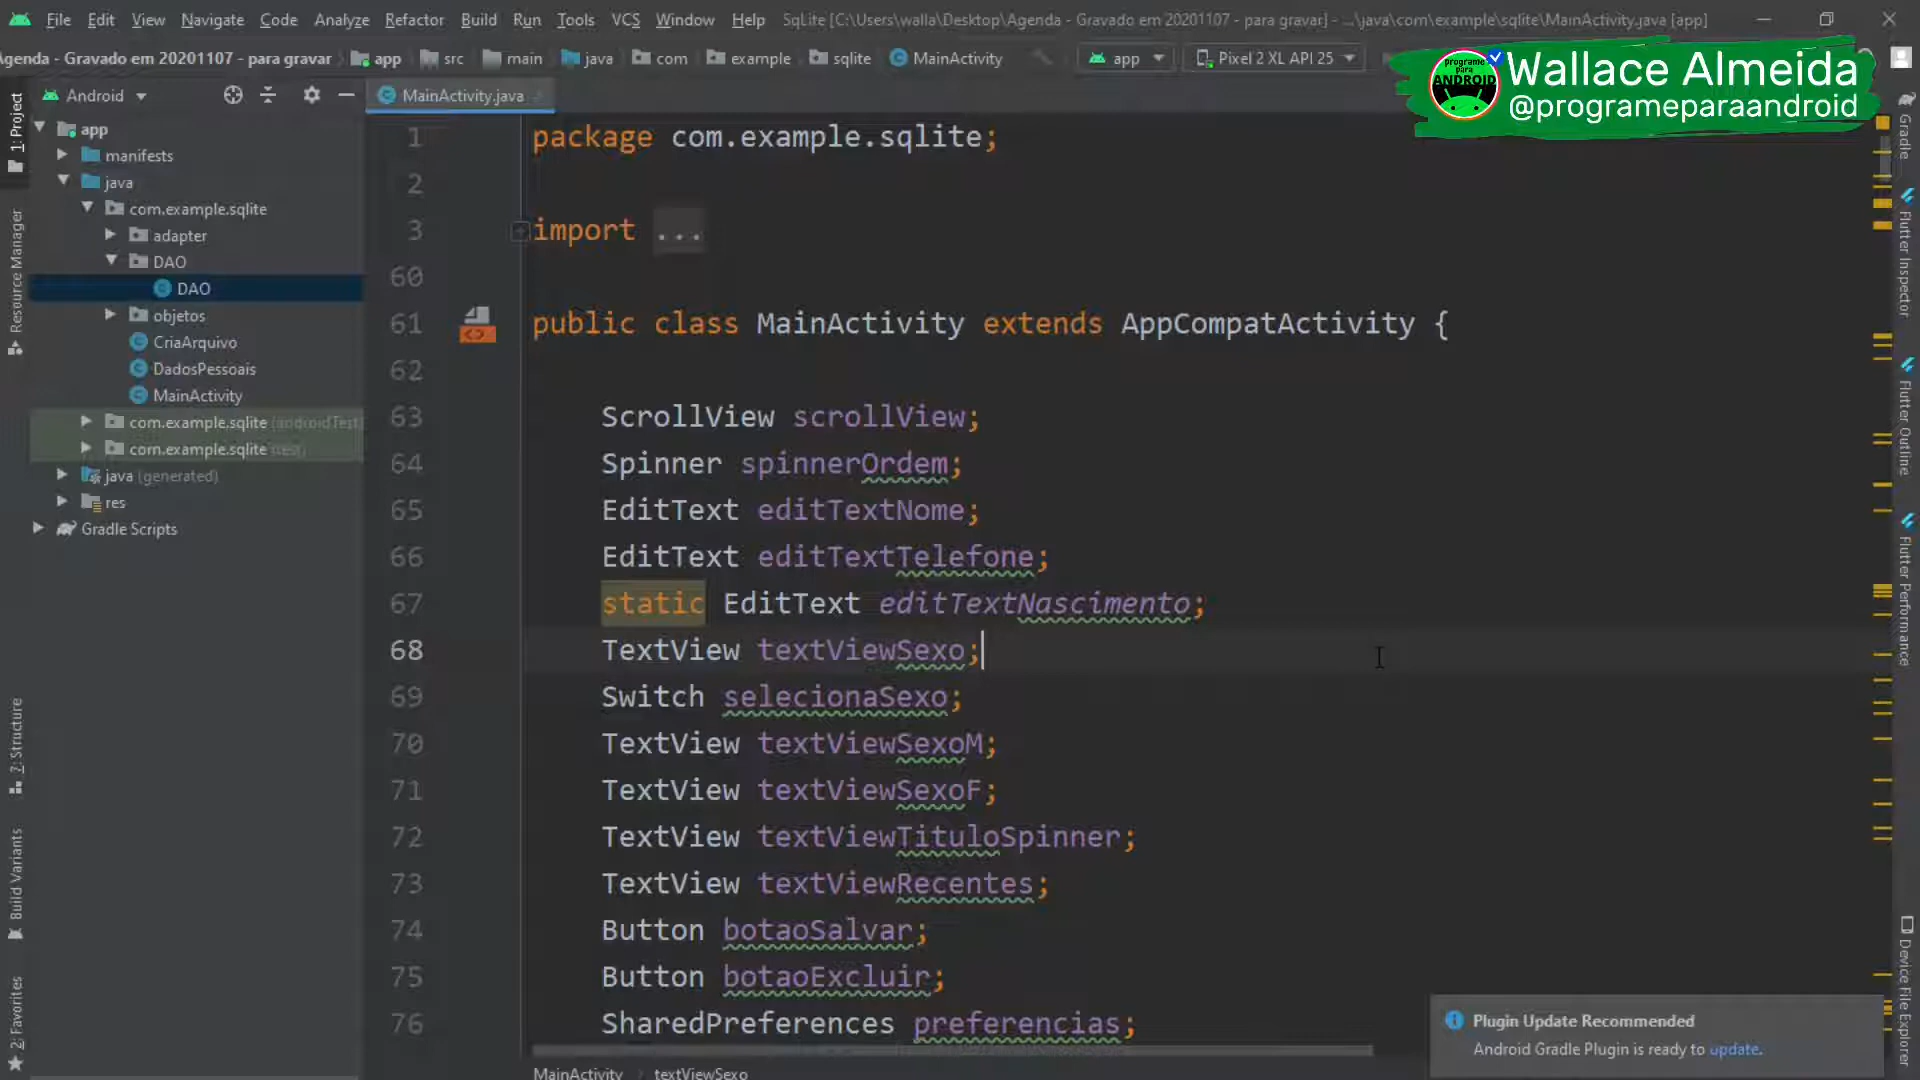 File Edit View Navigate Code Analyze Refactor Build Run Tools VCS Window Help SqLite [C:\Users\walla\Desktop\Agenda - Gravado em 20201107 - para gravar] - ...\java\com\example\sqlite\MainActivity.java [app]
genda - Gravado em 20201107 - para gravar app src main java com example sqlite MainActivity app Pixel 2 XL API 25
Wallace Almeida
@programeparaandroid
programe
para
ANDROID
Android
MainActivity.java
1: Project
Resource Manager
7: Structure
Build Variants
2: Favorites
app
manifests
java
com.example.sqlite
adapter
DAO
DAO
objetos
CriaArquivo
DadosPessoais
MainActivity
com.example.sqlite (androidTest)
com.example.sqlite (test)
java (generated)
res
Gradle Scripts
1 package com.example.sqlite;
2
3 import ...
60
61 public class MainActivity extends AppCompatActivity {
62
63 ScrollView scrollView;
64 Spinner spinnerOrdem;
65 EditText editTextNome;
66 EditText editTextTelefone;
67 static EditText editTextNascimento;
68 TextView textViewSexo;
69 Switch selecionaSexo;
70 TextView textViewSexoM;
71 TextView textViewSexoF;
72 TextView textViewTituloSpinner;
73 TextView textViewRecentes;
74 Button botaoSalvar;
75 Button botaoExcluir;
76 SharedPreferences preferencias;
MainActivity textViewSexo
Gradle
Flutter Inspector
Flutter Outline
Flutter Performance
Device File Explorer
Plugin Update Recommended
Android Gradle Plugin is ready to update.